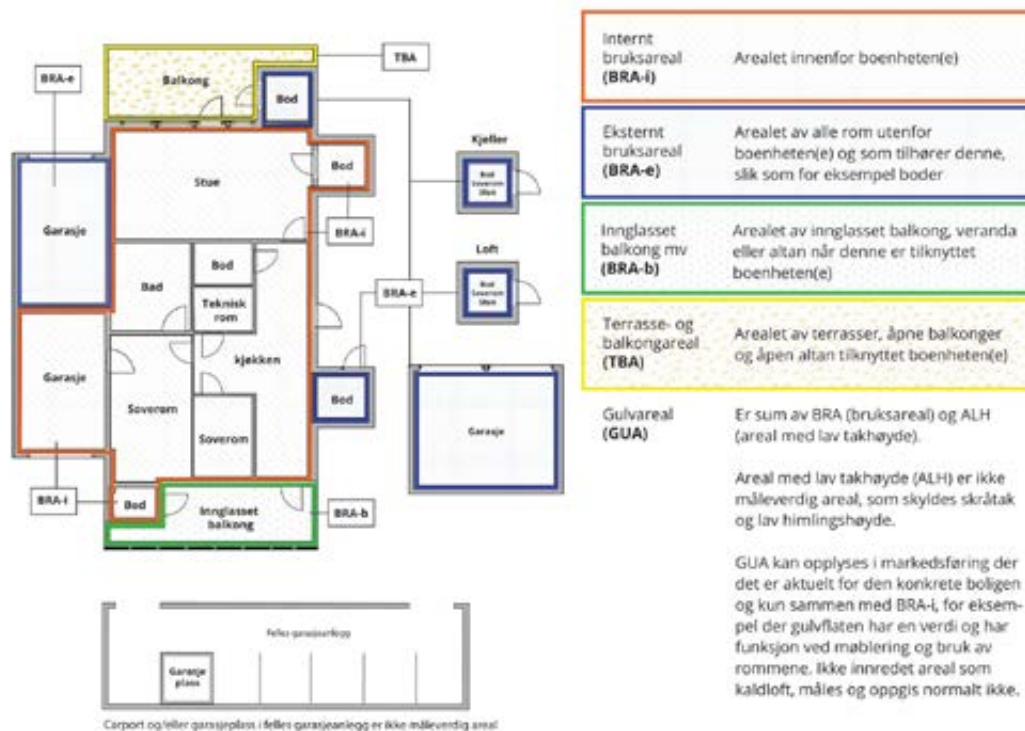 TBA
BRA-e
Balkong
Bod
Stue
Bod
BRA-i
Garasje
Bad
Bod
Teknisk
rom
kjøkken
BRA-e
Kjeller
Bod
Soverom
Loft
Bod
Soverom
Garasje
Soverom
Soverom
Bod
Garasje
BRA-i
Bod
Innglasset
balkong
BRA-b
Felles garasjeanlegg
Garasje
plass
Carport og/eller garasjeplass i felles garasjeanlegg er ikke måleverdig areal
Internt
bruksareal
(BRA-i)
Arealet innenfor boenheten(e)
Eksternt
bruksareal
(BRA-e)
Arealet av alle rom utenfor
boenheten(e) og som tilhører denne,
slik som for eksempel boder
Innglasset
balkong mv
(BRA-b)
Arealet av innglasset balkong, veranda
eller altan når denne er tilknyttet
boenheten(e)
Terrasse- og
balkongareal
(TBA)
Arealet av terrasser, åpne balkonger
og åpen altan tilknyttet boenheten(e)
Gulvareal
(GUA)
Er sum av BRA (bruksareal) og ALH
(areal med lav takhøyde).
Areal med lav takhøyde (ALH) er ikke
måleverdig areal, som skyldes skråtak
og lav himlingshøyde.
GUA kan opplyses i markedsføring der
det er aktuelt for den konkrete boligen
og kun sammen med BRA-i, for eksem-
pel der gulvflaten har en verdi og har
funksjon ved møblering og bruk av
rommene. Ikke innredet areal som
kaldloft, måles og oppgis normalt ikke.